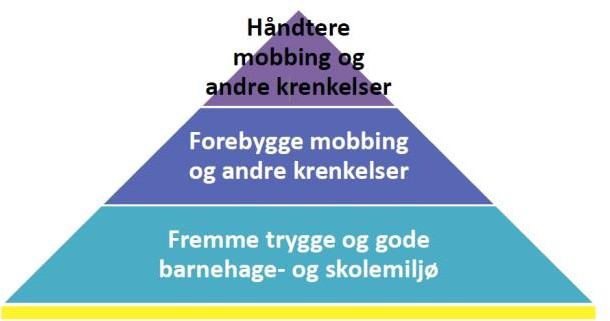 Håndtere
mobbing og
andre krenkelser
Forebygge mobbing
og andre krenkelser
Fremme trygge og gode
barnehage- og skolemiljø